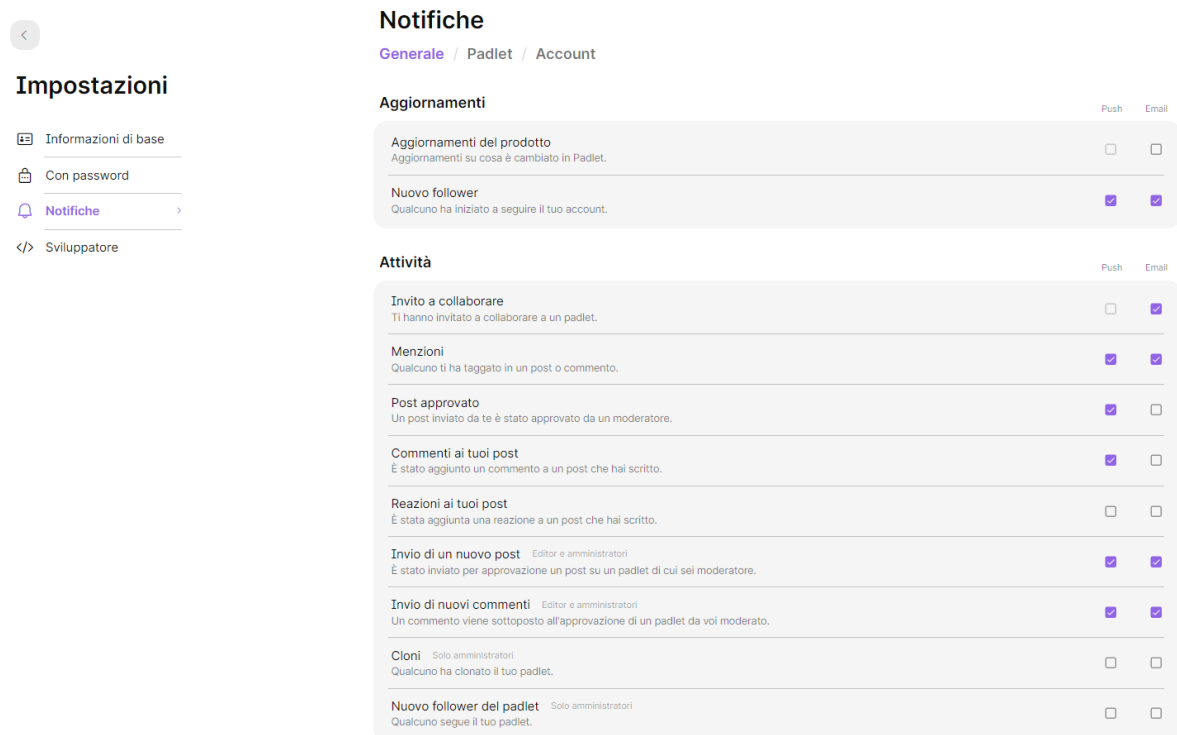 Impostazioni
Informazioni di base
Con password
Notifiche
Sviluppatore
Notifiche
Generale / Padlet / Account
Aggiornamenti
Push Email
Aggiornamenti del prodotto
Aggiornamenti su cosa è cambiato in Padlet.
Nuovo follower
Qualcuno ha iniziato a seguire il tuo account.
Attività
Push Email
Invito a collaborare
Ti hanno invitato a collaborare a un padlet.
Menzioni
Qualcuno ti ha taggato in un post o commento.
Post approvato
Un post inviato da te è stato approvato da un moderatore.
Commenti ai tuoi post
È stato aggiunto un commento a un post che hai scritto.
Reazioni ai tuoi post
È stata aggiunta una reazione a un post che hai scritto.
Invio di un nuovo post Editor e amministratori
È stato inviato per approvazione un post su un padlet di cui sei moderatore.
Invio di nuovi commenti Editor e amministratori
Un commento viene sottoposto all'approvazione di un padlet da voi moderato.
Cloni Solo amministratori
Qualcuno ha clonato il tuo padlet.
Nuovo follower del padlet Solo amministratori
Qualcuno segue il tuo padlet.